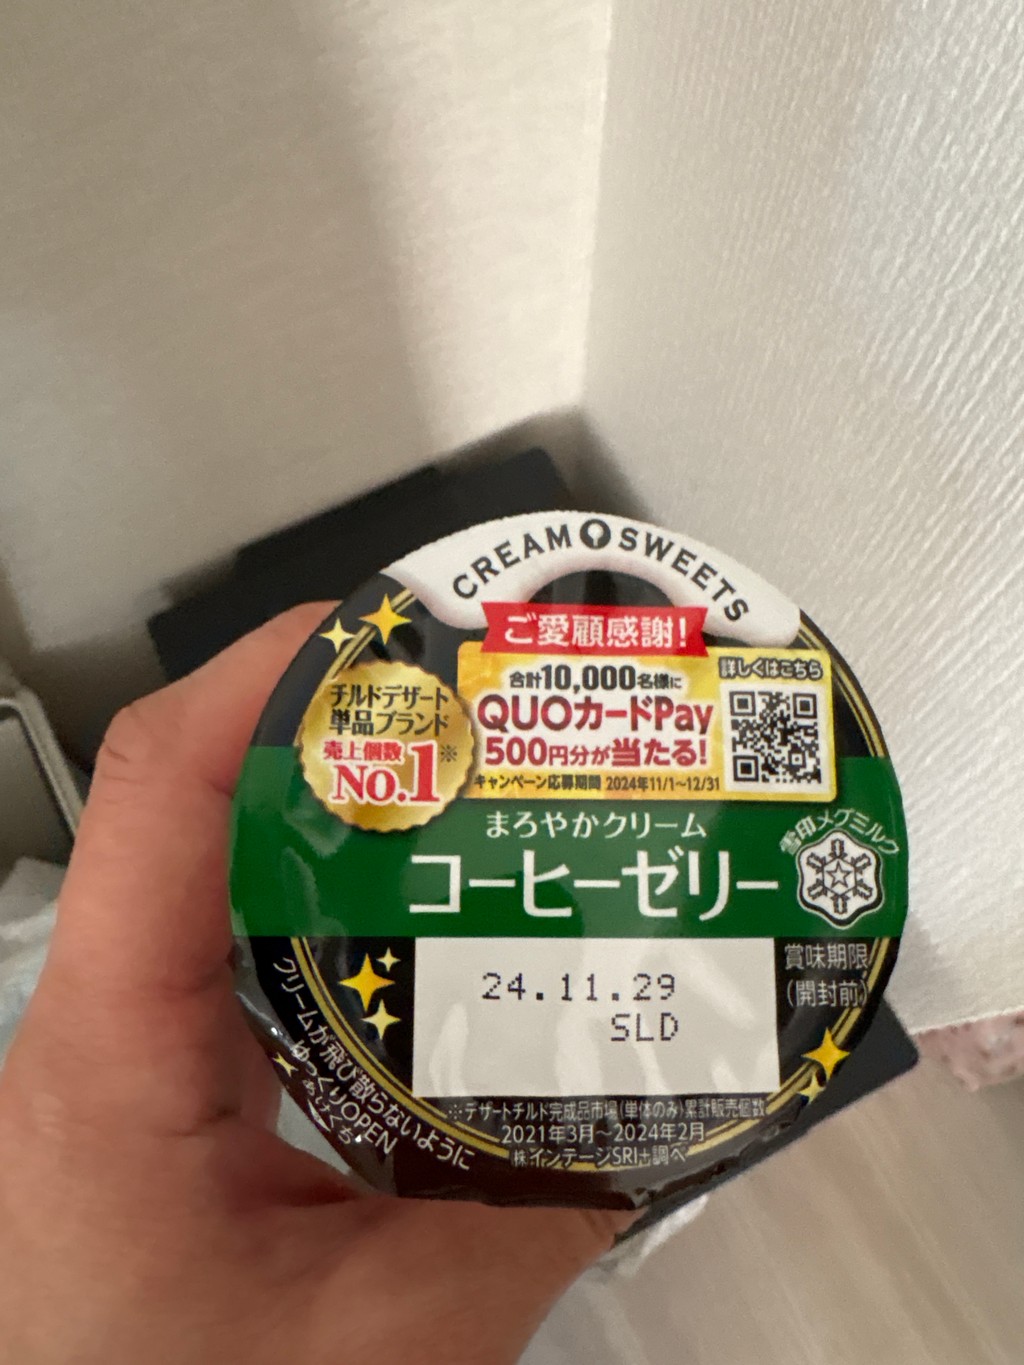 CREAM SWEETS
ご愛顧感謝!
合計10,000名様に
QUOカードPay
500円分が当たる!
キャンペーン応募期間 2024年11/1~12/31
詳しくはこちら
チルドデザート
単品ブランド
売上個数
No.1※
まろやかクリーム
コーヒーゼリー
雪印メグミルク
24.11.29
SLD
賞味期限
(開封前)
クリームが飛び散らないように
ゆっくりOPEN
あけくち
※デザートチルド完成品市場(単体のみ)累計販売個数
2021年3月~2024年2月
㈱インテージSRI+調べ